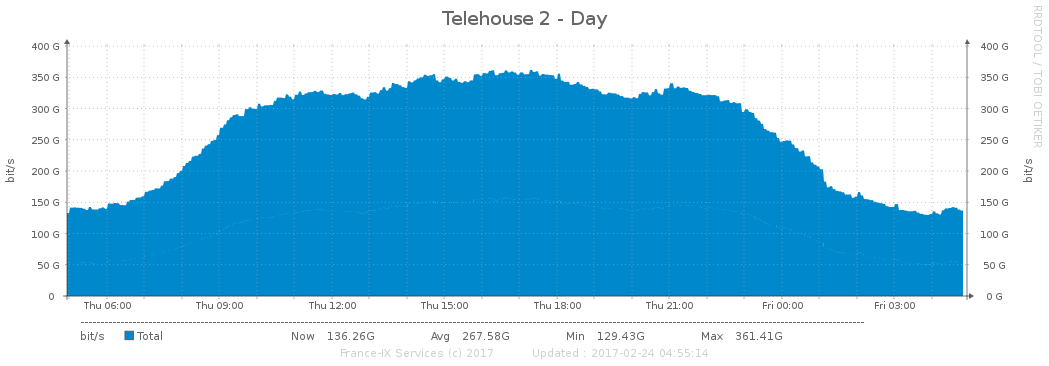 Telehouse 2 - Day
RRDTOOL / TOBI OETIKER
400 G 400 G
350 G 350 G
300 G 300 G
250 G 250 G
200 G 200 G
150 G 150 G
100 G 100 G
50 G 50 G
0 0 G
bit/s bit/s
Thu 06:00 Thu 09:00 Thu 12:00 Thu 15:00 Thu 18:00 Thu 21:00 Fri 00:00 Fri 03:00
bit/s Total Now 136.26G Avg 267.58G Min 129.43G Max 361.41G
France-IX Services (c) 2017 Updated : 2017-02-24 04:55:14